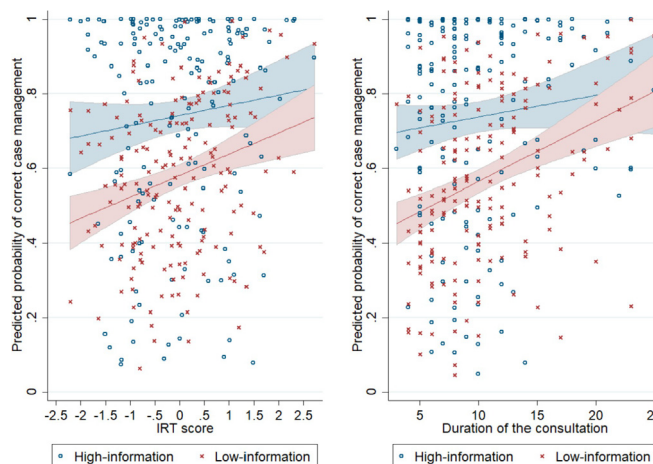 Predicted probability of correct case management
1
.8
.6
.4
.2
0
-2.5 -2 -1.5 -1 -.5 0 .5 1 1.5 2 2.5
IRT score
High-information Low-information
Predicted probability of correct case management
1
.8
.6
.4
.2
0
5 10 15 20
Duration of the consultation
High-information Low-information